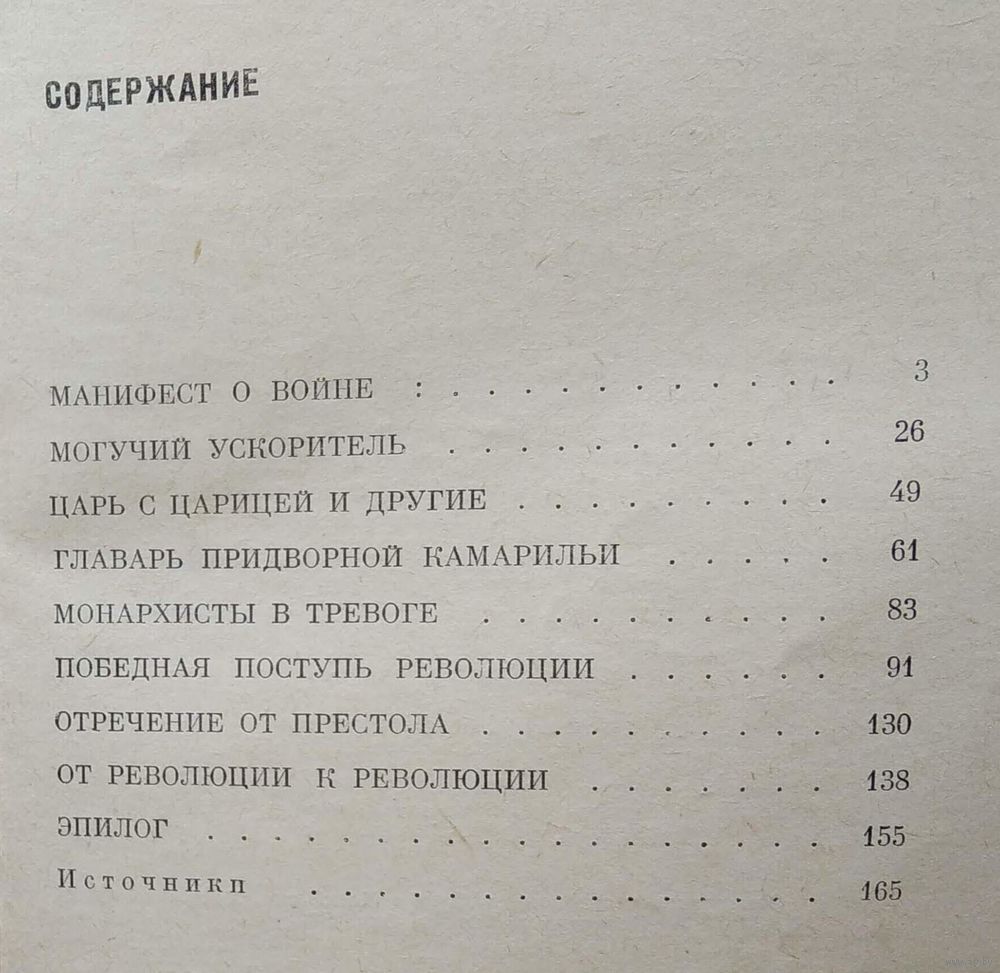 СОДЕРЖАНИЕ
МАНИФЕСТ О ВОЙНЕ : . . . . . . . . . . . 3
МОГУЧИЙ УСКОРИТЕЛЬ . . . . . . . . . . . 26
ЦАРЬ С ЦАРИЦЕЙ И ДРУГИЕ . . . . . . . . . 49
ГЛАВАРЬ ПРИДВОРНОЙ КАМАРИЛЬИ . . . . . 61
МОНАРХИСТЫ В ТРЕВОГЕ . . . . . . . . . . 83
ПОБЕДНАЯ ПОСТУПЬ РЕВОЛЮЦИИ . . . . . . 91
ОТРЕЧЕНИЕ ОТ ПРЕСТОЛА . . . . . . . . . . 130
ОТ РЕВОЛЮЦИИ К РЕВОЛЮЦИИ . . . . . . . 138
ЭПИЛОГ . . . . . . . . . . . . . . . . . 155
Источники . . . . . . . . . . . . . . . 165